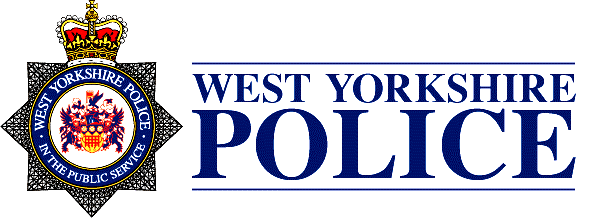 WEST YORKSHIRE POLICE
IN THE PUBLIC SERVICE
WEST YORKSHIRE
POLICE